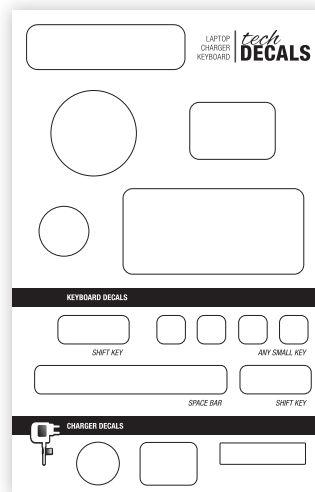 LAPTOP
CHARGER
KEYBOARD
tech
DECALS
KEYBOARD DECALS
SHIFT KEY
ANY SMALL KEY
SPACE BAR
SHIFT KEY
CHARGER DECALS